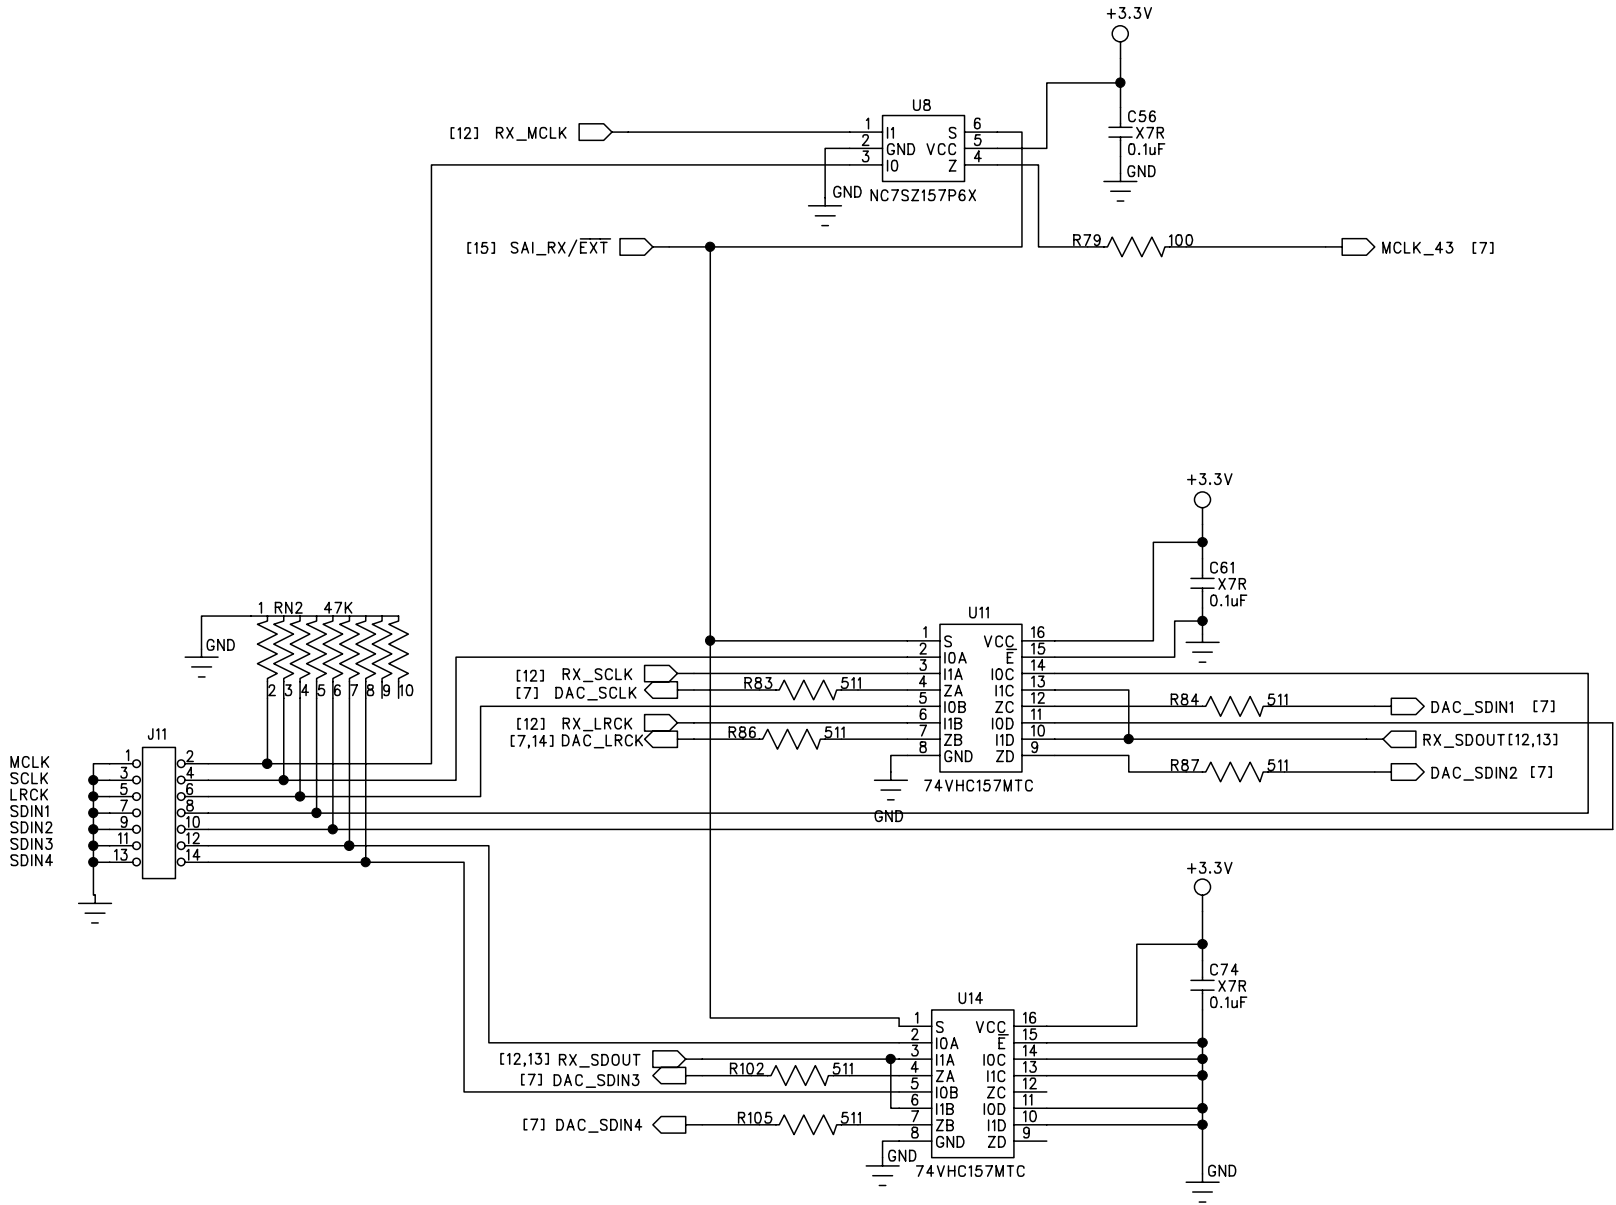 +3.3V
U8
C56
X7R
0.1uF
GND
[12] RX_MCLK
1 I1 S 6
2 GND VCC 5
3 I0 Z 4
GND NC7SZ157P6X
[15] SAI_RX/EXT
R79 100
MCLK_43 [7]
+3.3V
C61
X7R
0.1uF
1 RN2 47K
GND
2 3 4 5 6 7 8 9 10
U11
1 S VCC 16
2 I0A E 15
3 I1A I0C 14
4 ZA I1C 13
5 I0B ZC 12
6 I1B I0D 11
7 ZB I1D 10
8 GND ZD 9
74VHC157MTC
GND
[12] RX_SCLK
[7] DAC_SCLK R83 511
[12] RX_LRCK
[7,14] DAC_LRCK R86 511
R84 511 DAC_SDIN1 [7]
RX_SDOUT[12,13]
R87 511 DAC_SDIN2 [7]
J11
MCLK 1 2
SCLK 3 4
LRCK 5 6
SDIN1 7 8
SDIN2 9 10
SDIN3 11 12
SDIN4 13 14
+3.3V
C74
X7R
0.1uF
U14
1 S VCC 16
2 I0A E 15
3 I1A I0C 14
4 ZA I1C 13
5 I0B ZC 12
6 I1B I0D 11
7 ZB I1D 10
8 GND ZD 9
GND
74VHC157MTC
[12,13] RX_SDOUT
[7] DAC_SDIN3 R102 511
[7] DAC_SDIN4 R105 511
GND